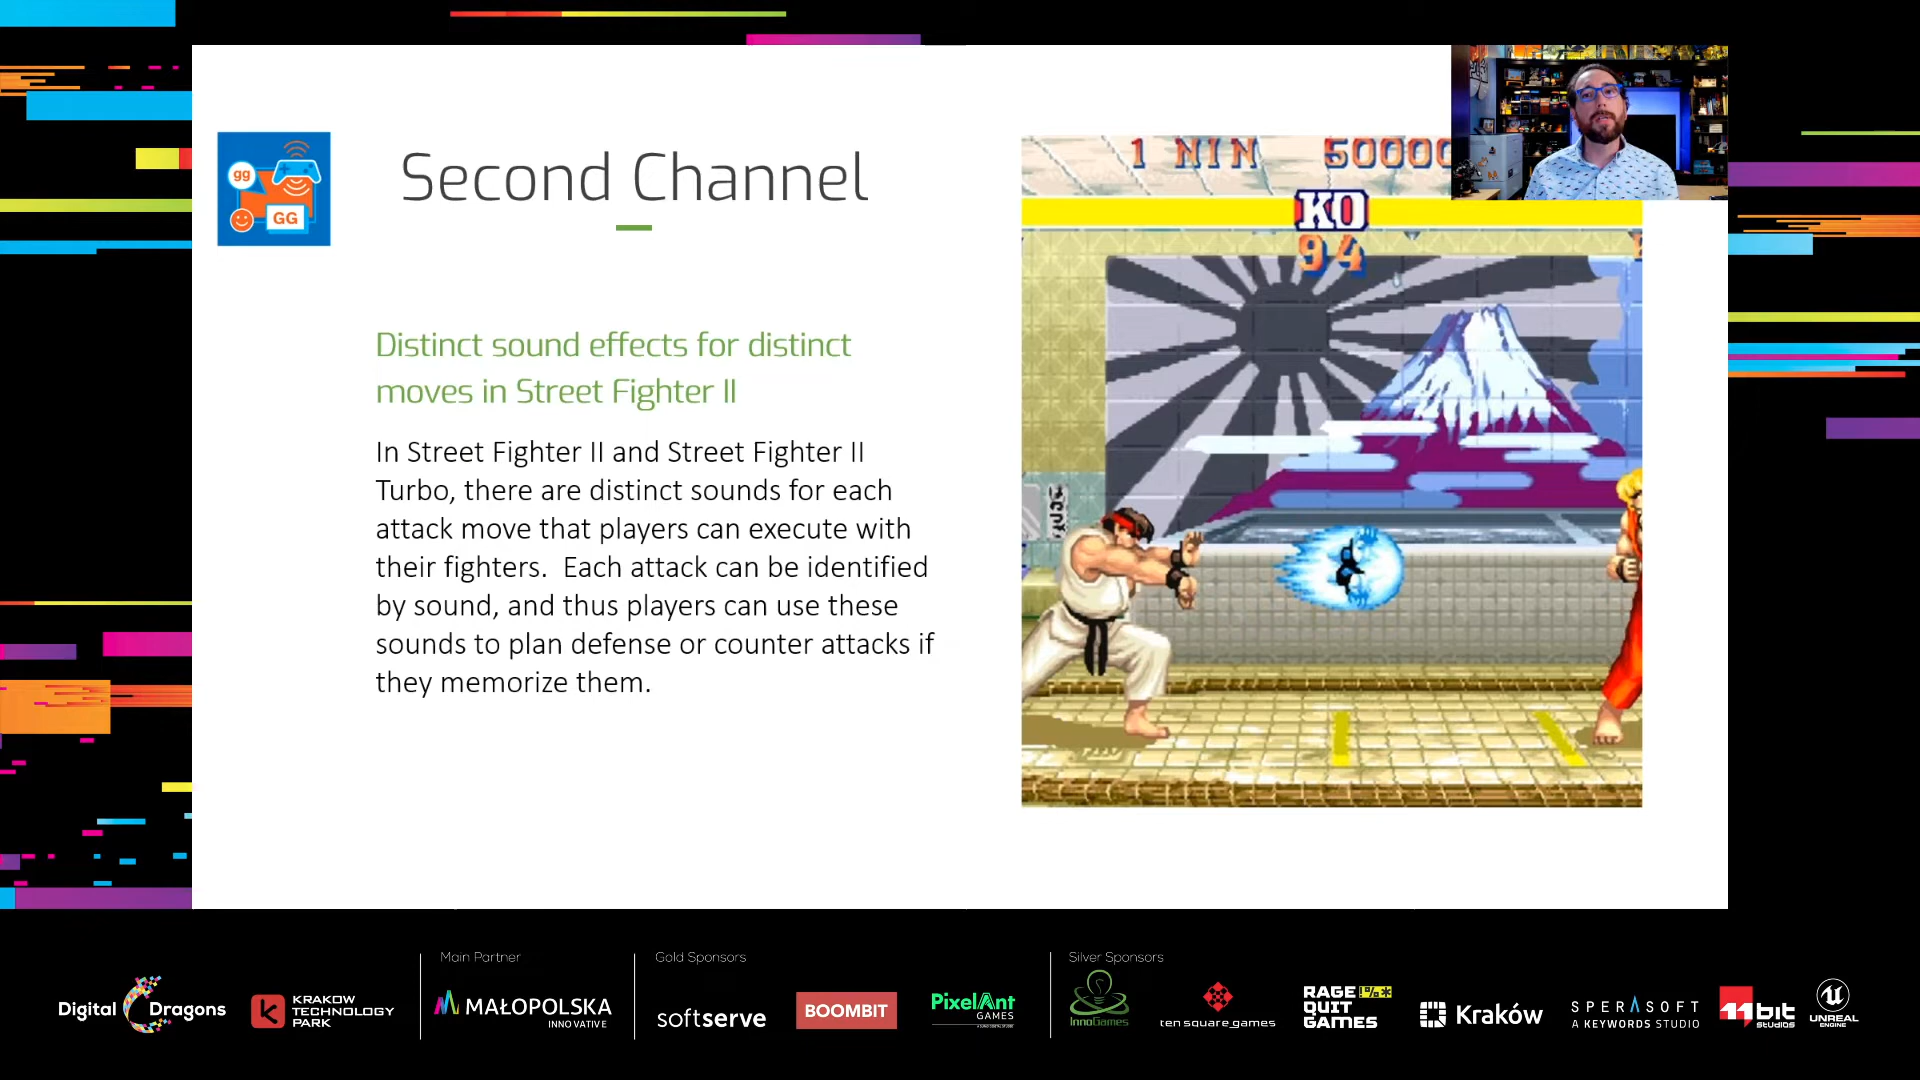 gg
GG
Second Channel
1 NIN 5000
KO
94
Distinct sound effects for distinct
moves in Street Fighter II
In Street Fighter II and Street Fighter II
Turbo, there are distinct sounds for each
attack move that players can execute with
their fighters.  Each attack can be identified
by sound, and thus players can use these
sounds to plan defense or counter attacks if
they memorize them.
Digital Dragons
KRAKOW
TECHNOLOGY
PARK
Main Partner
MAŁOPOLSKA
INNOVATIVE
Gold Sponsors
softserve
BOOMBIT
PixelAnt
GAMES
Silver Sponsors
InnoGames
ten square games
RAGE !%*
QUIT
GAMES
Kraków
SPERASOFT
A KEYWORDS STUDIO
11bit
studios
UNREAL
ENGINE